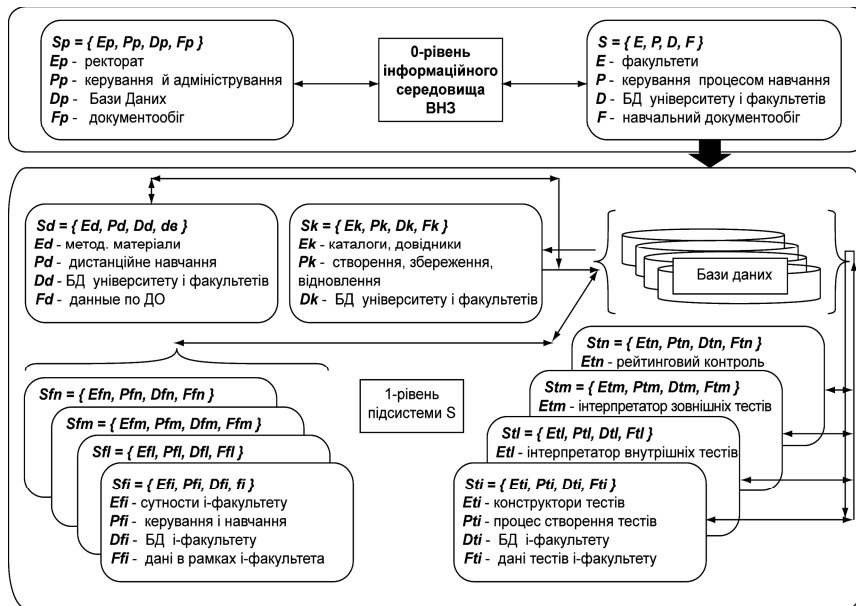 Sp = { Ep, Pp, Dp, Fp }
Ep - ректорат
Pp - керування й адміністрування
Dp - Бази Даних
Fp - документообіг
0-рівень
інформаційного
середовища
ВНЗ
S = { E, P, D, F }
E - факультети
P - керування процесом навчання
D - БД університету і факультетів
F - навчальний документообіг
Sd = { Ed, Pd, Dd, dв }
Ed - метод. матеріали
Pd - дистанційне навчання
Dd - БД університету і факультетів
Fd - данные по ДО
Sk = { Ek, Pk, Dk, Fk }
Ek - каталоги, довідники
Pk - створення, збереження,
відновлення
Dk - БД університету і факультетів
Бази даних
Sfn = { Efn, Pfn, Dfn, Ffn }
Sfm = { Efm, Pfm, Dfm, Ffm }
Sfl = { Efl, Pfl, Dfl, Ffl }
Sfi = { Efi, Pfi, Dfi, fi }
Efi - сутности і-факультету
Pfi - керування і навчання
Dfi - БД і-факультету
Ffi - дані в рамках і-факультета
1-рівень
підсистеми S
Stn = { Etn, Ptn, Dtn, Ftn }
Etn - рейтинговий контроль
Stm = { Etm, Ptm, Dtm, Ftm }
Etm - інтерпретатор зовнішніх тестів
Stl = { Etl, Ptl, Dtl, Ftl }
Etl - інтерпретатор внутрішніх тестів
Sti = { Eti, Pti, Dti, Fti }
Eti - конструктори тестів
Pti - процес створення тестів
Dti - БД і-факультету
Fti - дані тестів і-факультету